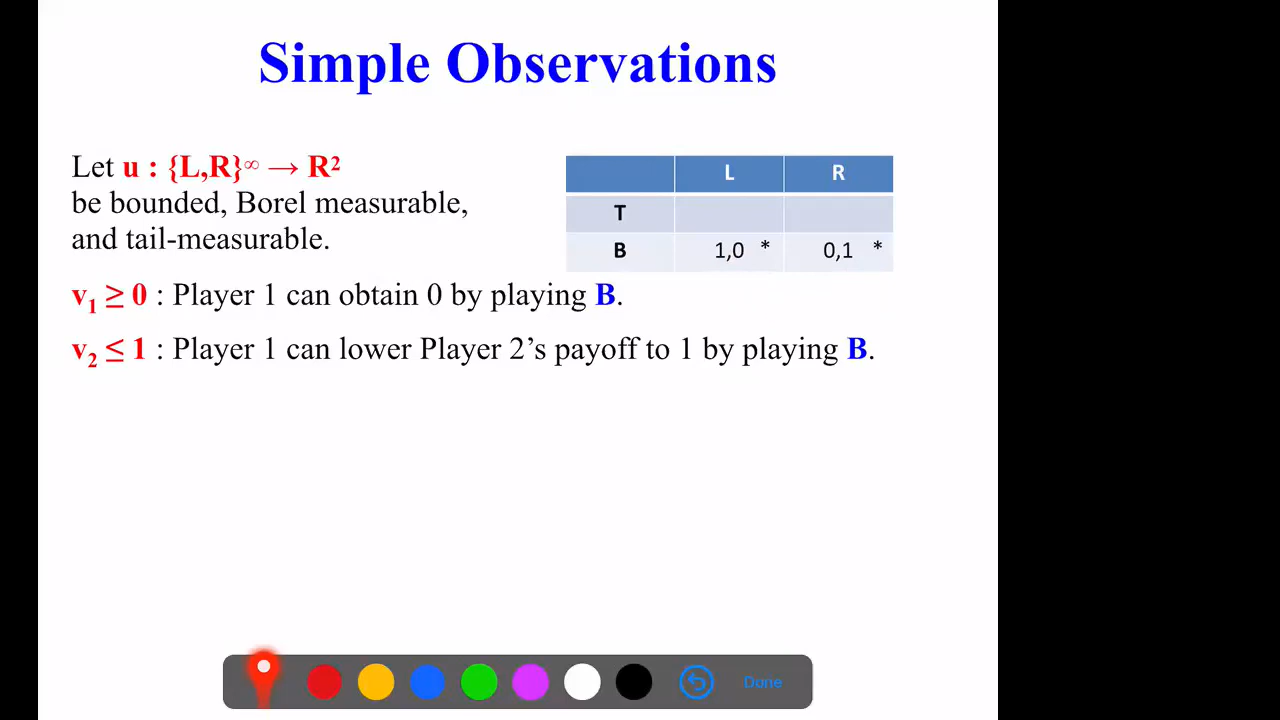 Simple Observations
Let u : {L,R}∞ → R²
be bounded, Borel measurable,
and tail-measurable.
L R
T
B 1,0 * 0,1 *
v₁ ≥ 0 : Player 1 can obtain 0 by playing B.
v₂ ≤ 1 : Player 1 can lower Player 2’s payoff to 1 by playing B.
Done